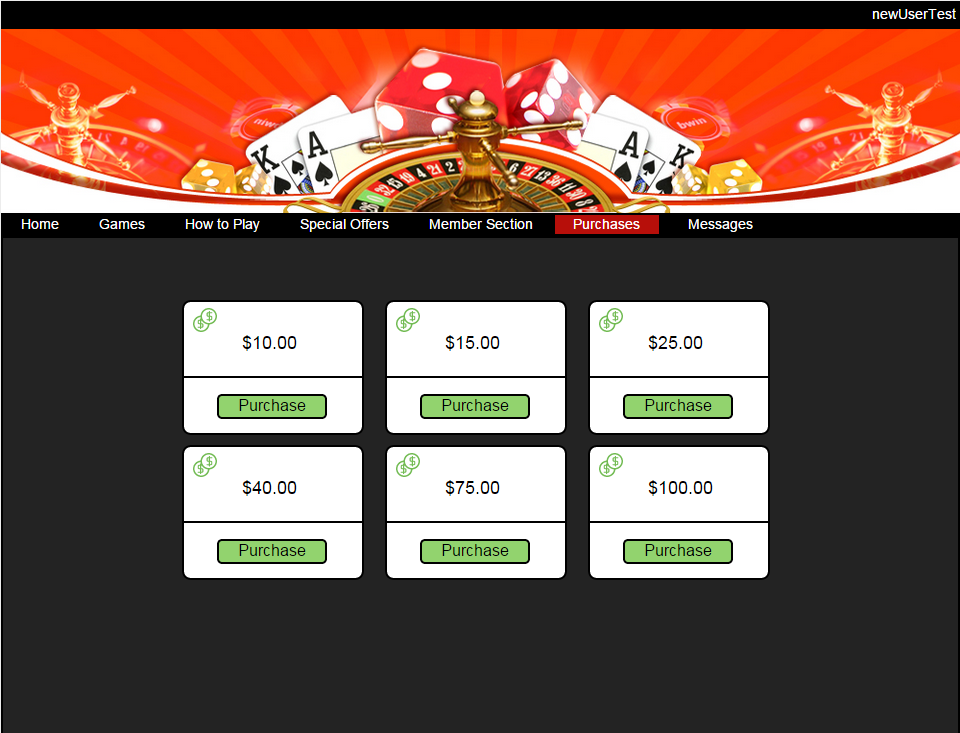 newUserTest
bwin
K A
A K
Home Games How to Play Special Offers Member Section Purchases Messages
$10.00 $15.00 $25.00
Purchase Purchase Purchase
$40.00 $75.00 $100.00
Purchase Purchase Purchase